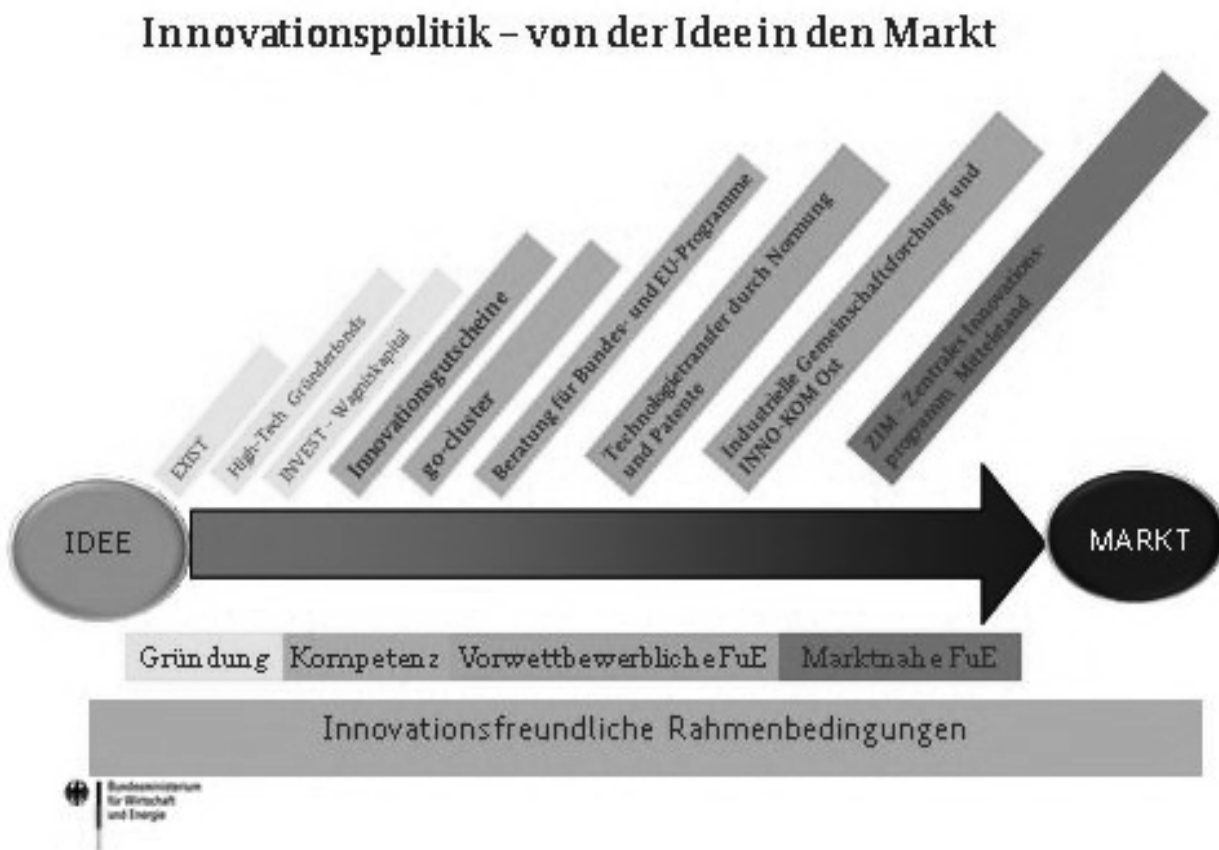 Innovationspolitik – von der Idee in den Markt
EXIST
High-Tech Gründerfonds
INVEST - Wagniskapital
Innovationsgutscheine
go-cluster
Beratung für Bundes- und EU-Programme
Technologietransfer durch Normung
und Patente
Industrielle Gemeinschaftsforschung und
INNO-KOM Ost
ZIM - Zentrales Innovations-
programm Mittelstand
IDEE
MARKT
Gründung
Kompetenz
Vorwettbewerbliche FuE
Marktnahe FuE
Innovationsfreundliche Rahmenbedingungen
Bundesministerium
für Wirtschaft
und Energie